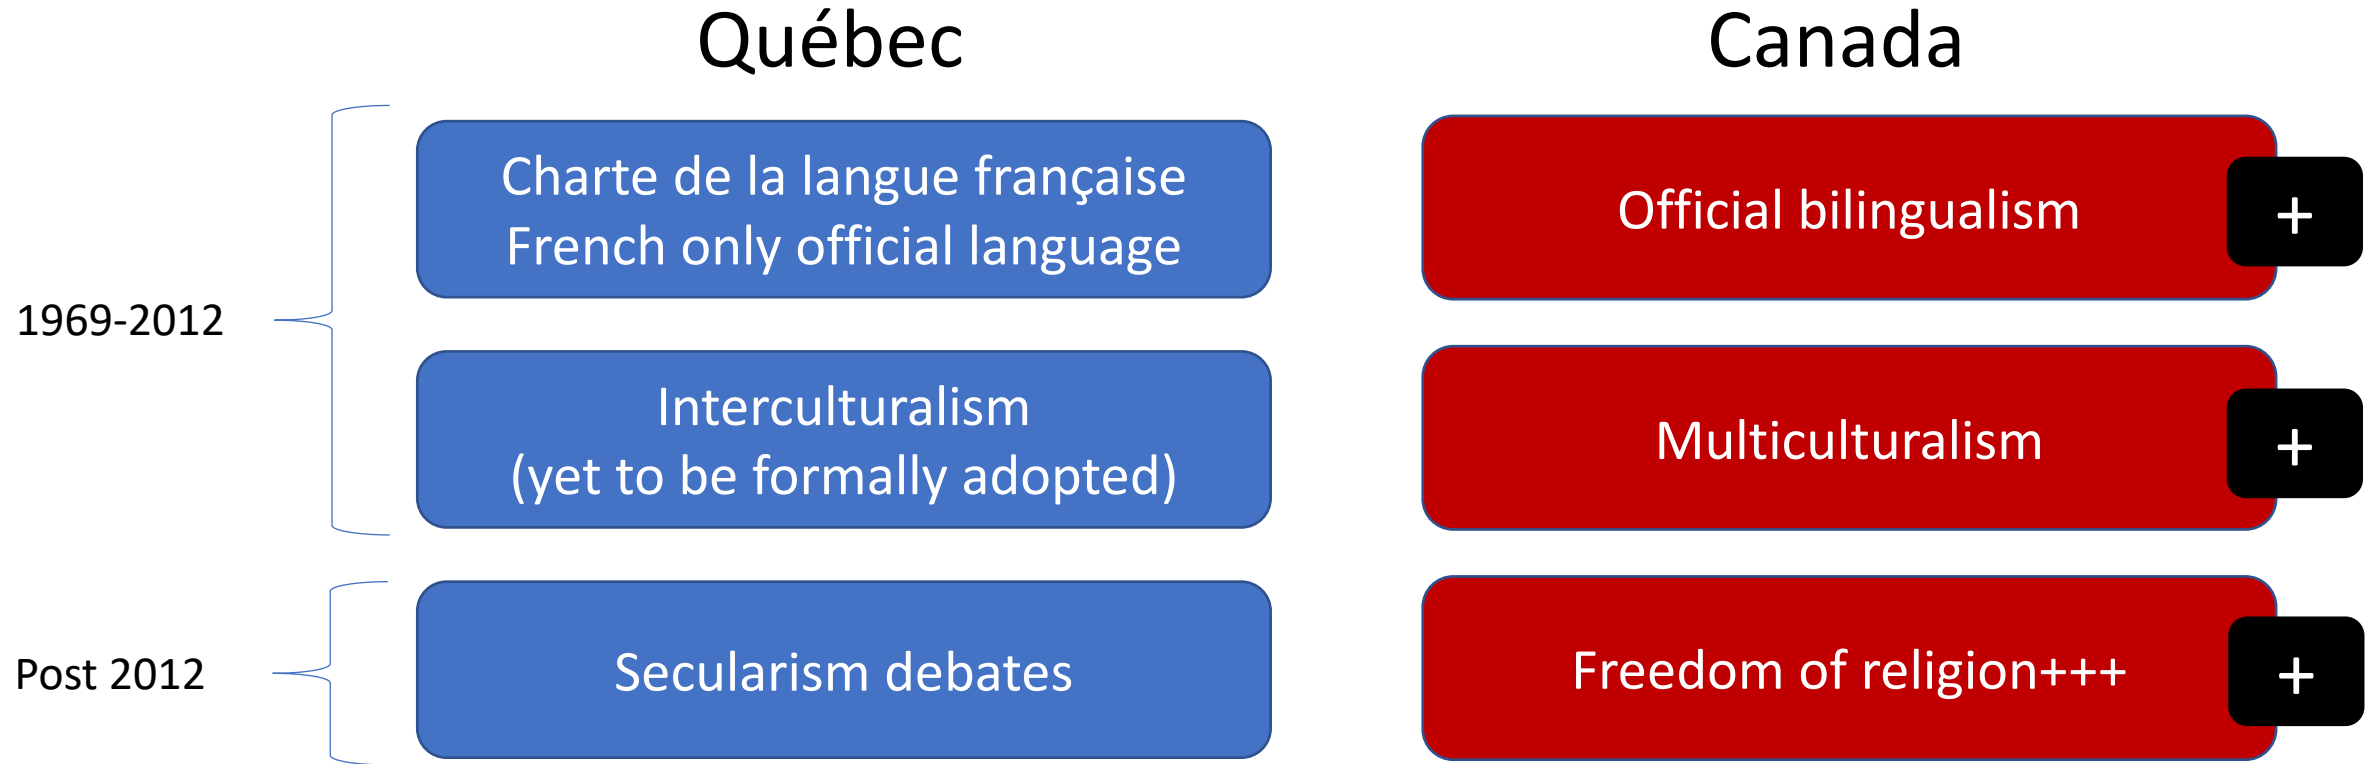 Québec
Canada
1969-2012
Charte de la langue française
French only official language
Official bilingualism
+
Interculturalism
(yet to be formally adopted)
Multiculturalism
+
Post 2012
Secularism debates
Freedom of religion+++
+